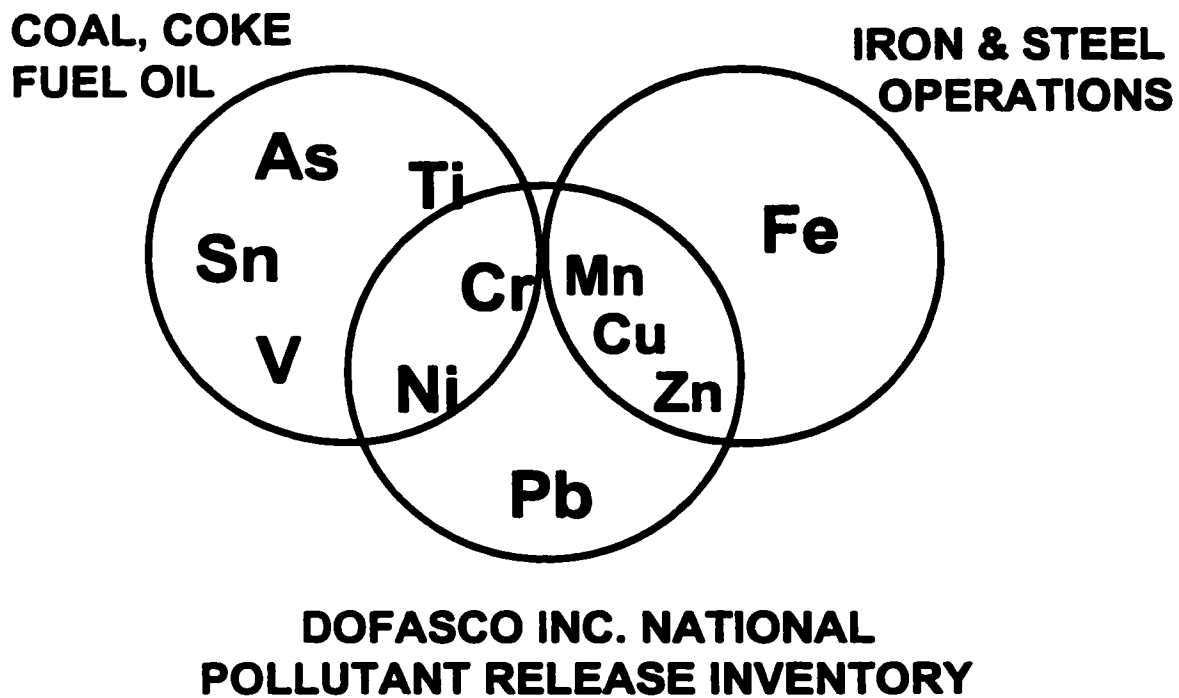 COAL, COKE
FUEL OIL
IRON & STEEL
OPERATIONS
As
Ti
Sn
Fe
Cr
Mn
Cu
V
Ni
Zn
Pb
DOFASCO INC. NATIONAL
POLLUTANT RELEASE INVENTORY